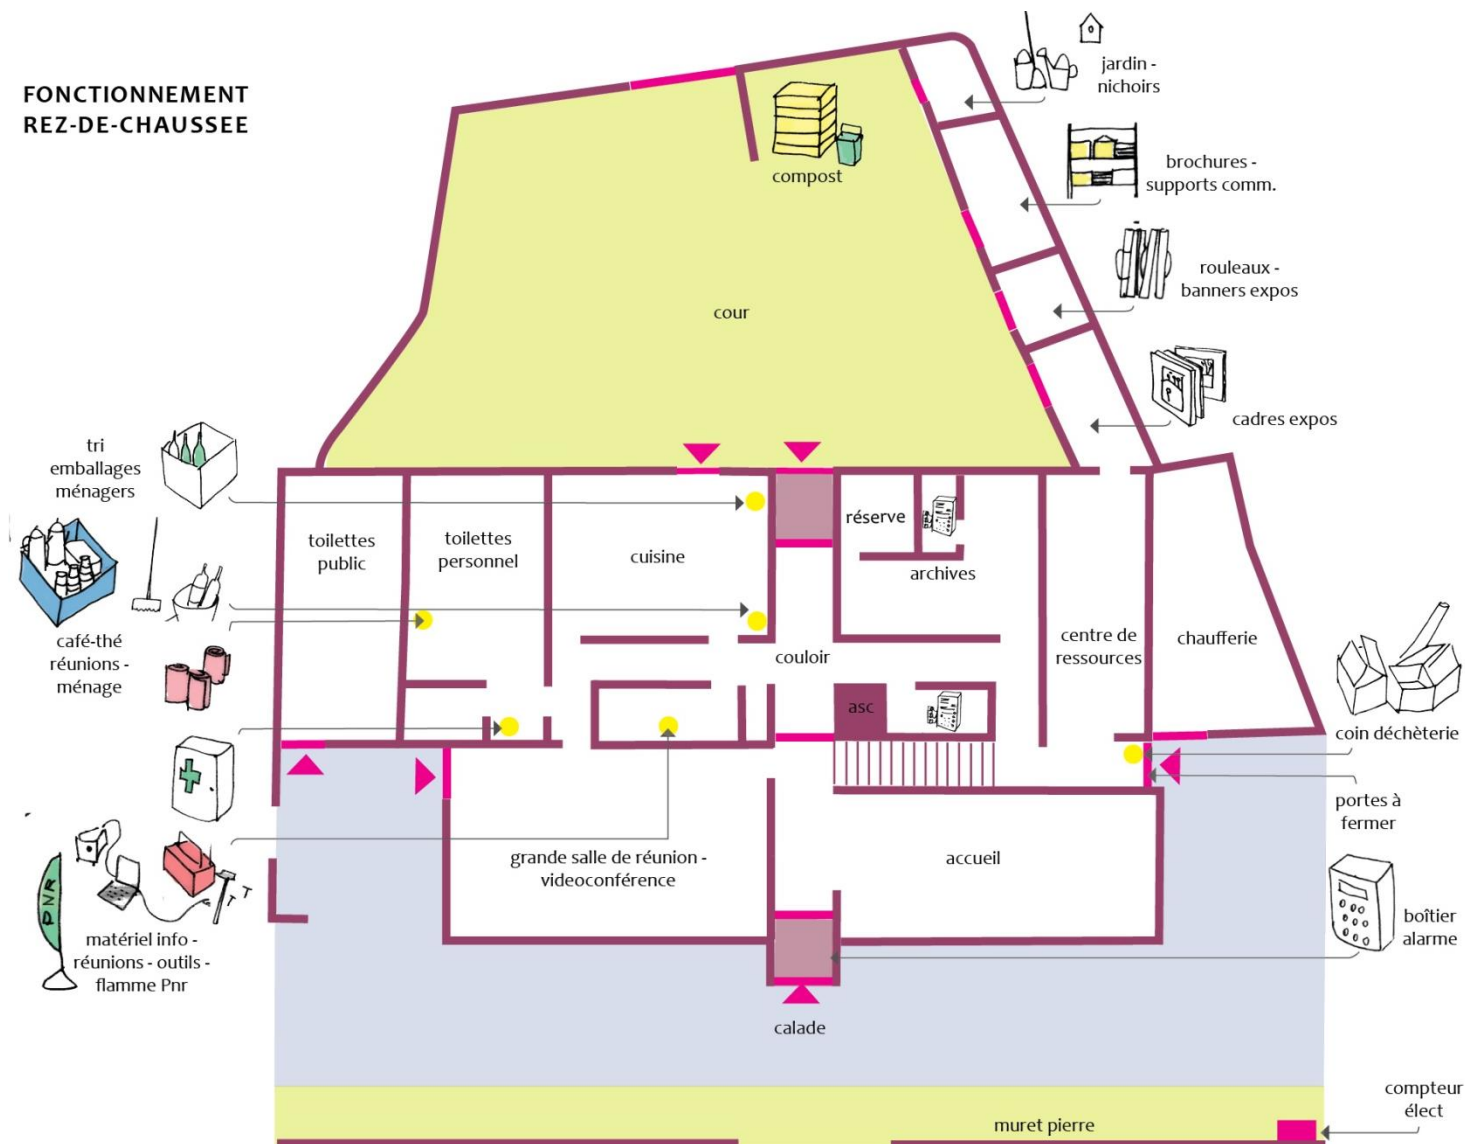 FONCTIONNEMENT
REZ-DE-CHAUSSEE
jardin -
nichoirs
compost
brochures -
supports comm.
rouleaux -
banners expos
cour
cadres expos
tri
emballages
ménagers
toilettes
public
toilettes
personnel
cuisine
réserve
archives
café-thé
réunions -
ménage
couloir
centre de
ressources
chaufferie
asc
coin déchèterie
portes à
fermer
grande salle de réunion -
videoconférence
accueil
PNR
matériel info -
réunions - outils -
flamme Pnr
boîtier
alarme
calade
compteur
élect
muret pierre